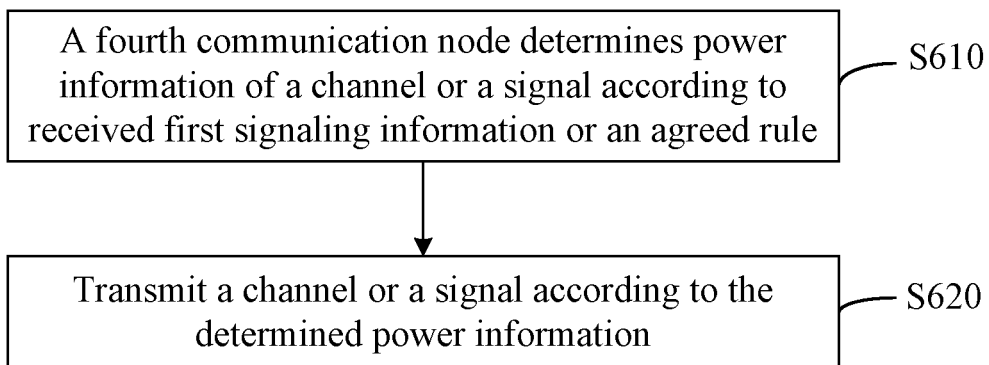 A fourth communication node determines power
information of a channel or a signal according to
received first signaling information or an agreed rule
S610
Transmit a channel or a signal according to the
determined power information
S620